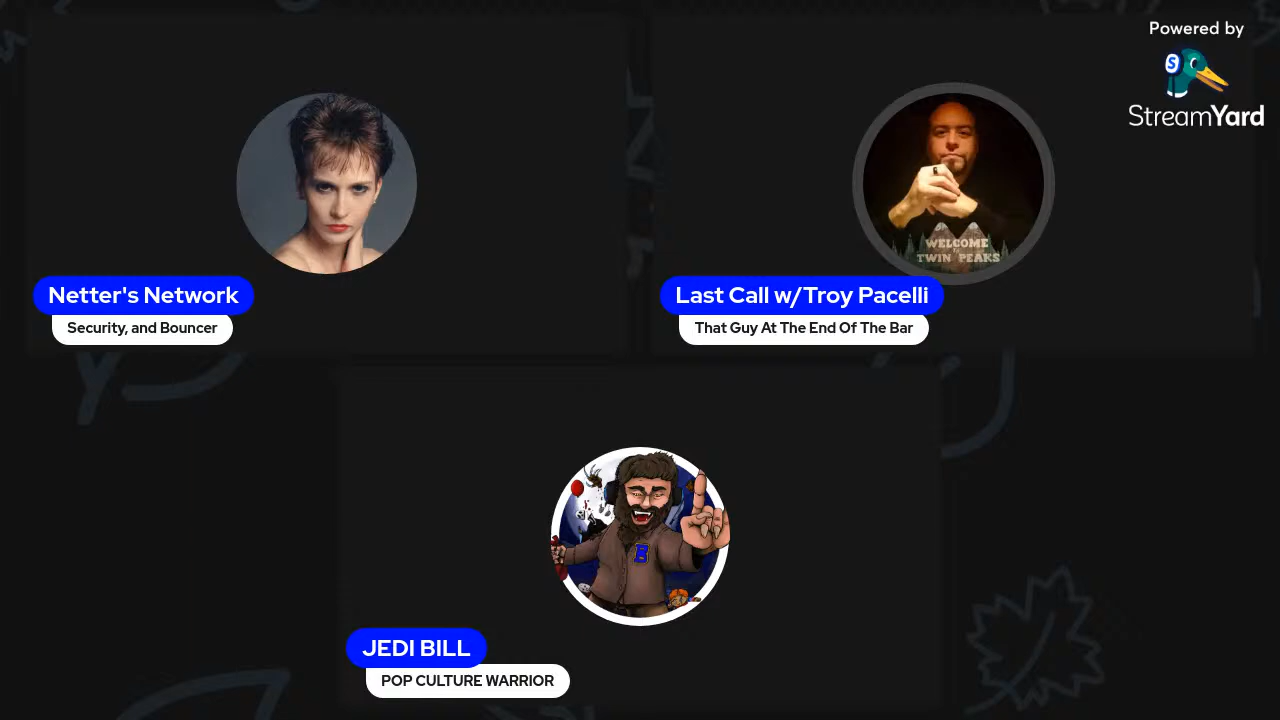 Powered by
S
StreamYard
WELCOME
TWIN PEAKS
Netter's Network
Security, and Bouncer
Last Call w/Troy Pacelli
That Guy At The End Of The Bar
B
JEDI BILL
POP CULTURE WARRIOR